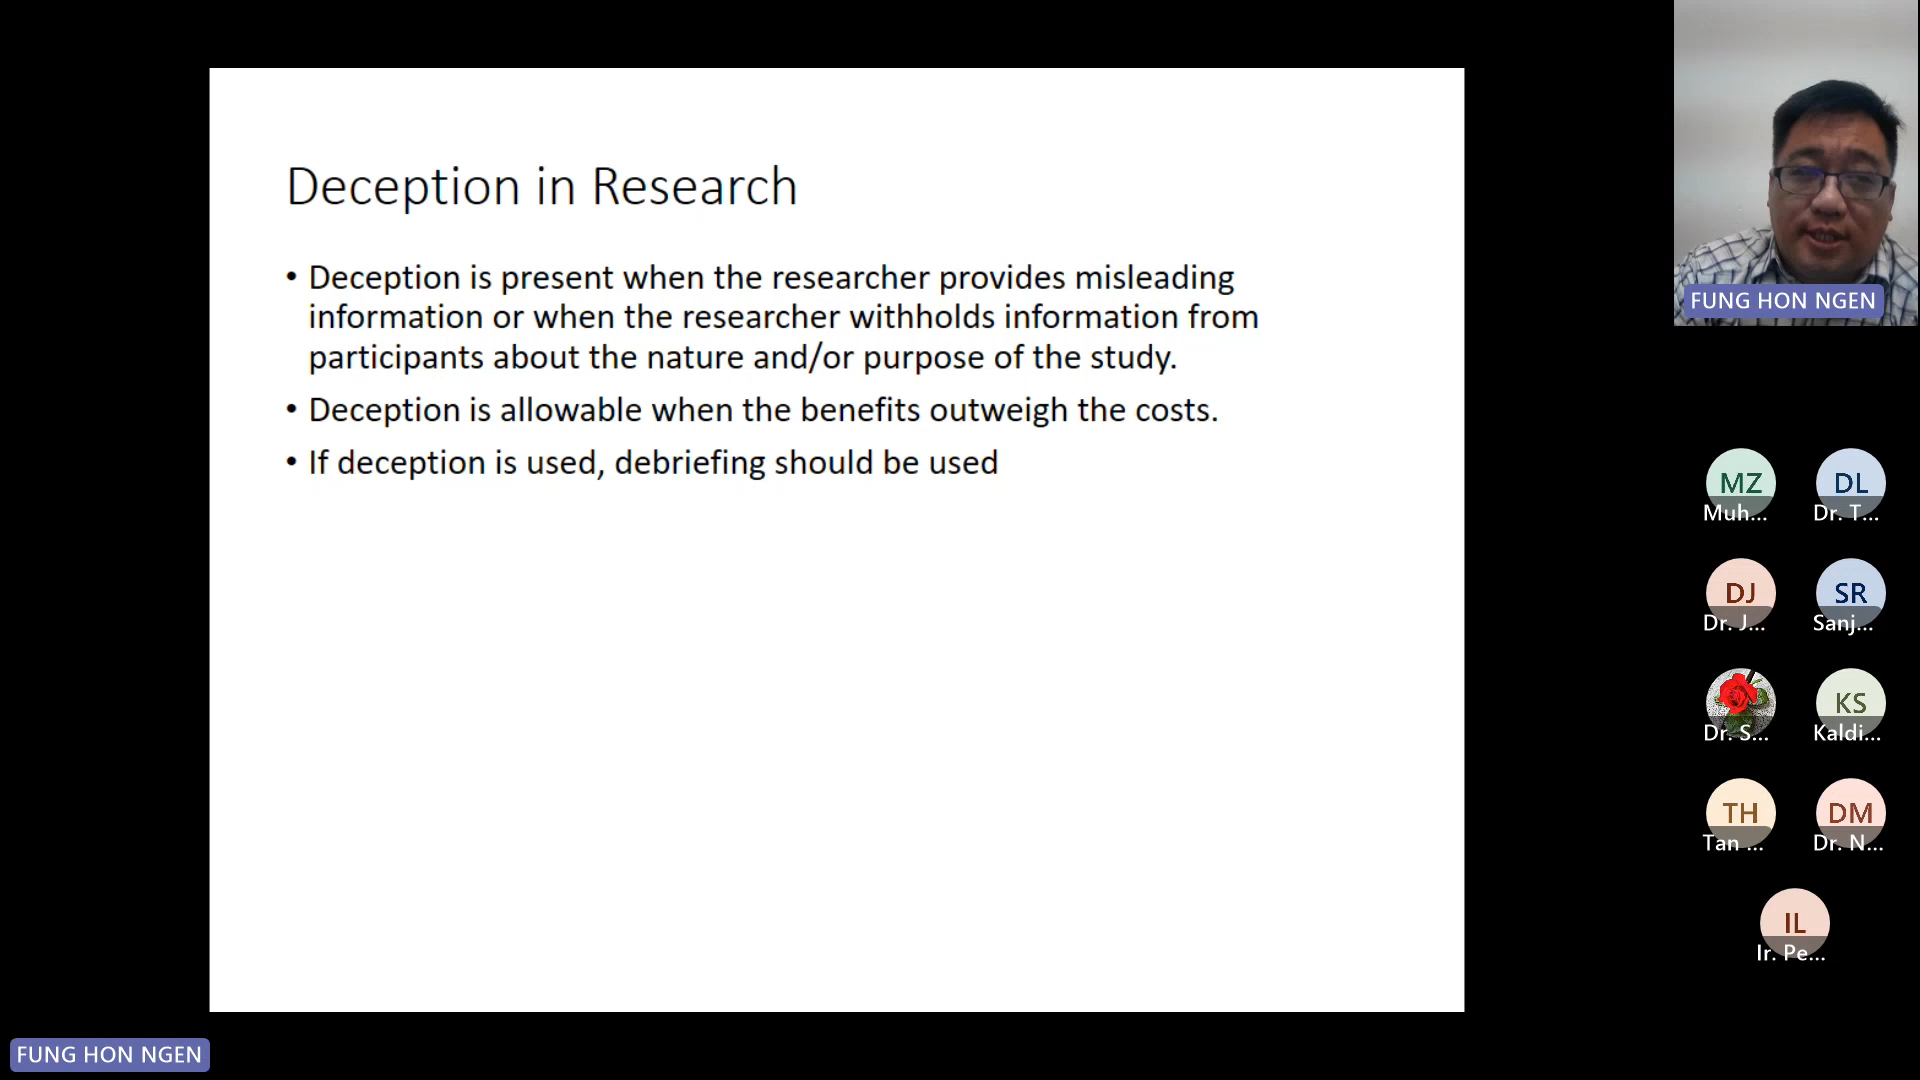 Deception in Research
• Deception is present when the researcher provides misleading
information or when the researcher withholds information from
participants about the nature and/or purpose of the study.
• Deception is allowable when the benefits outweigh the costs.
• If deception is used, debriefing should be used
FUNG HON NGEN
MZ
Muh...
DL
Dr. T...
DJ
Dr. J...
SR
Sanj...
Dr. S...
KS
Kaldi...
TH
Tan ...
DM
Dr. N...
IL
Ir. Pe...
FUNG HON NGEN